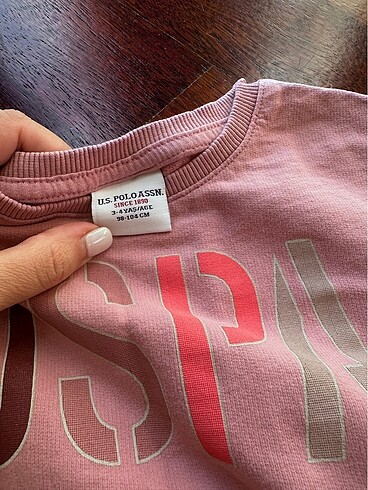 U.S. POLO ASSN.
SINCE 1890
3-4 YAŞ/AGE
98-104 CM
USPA